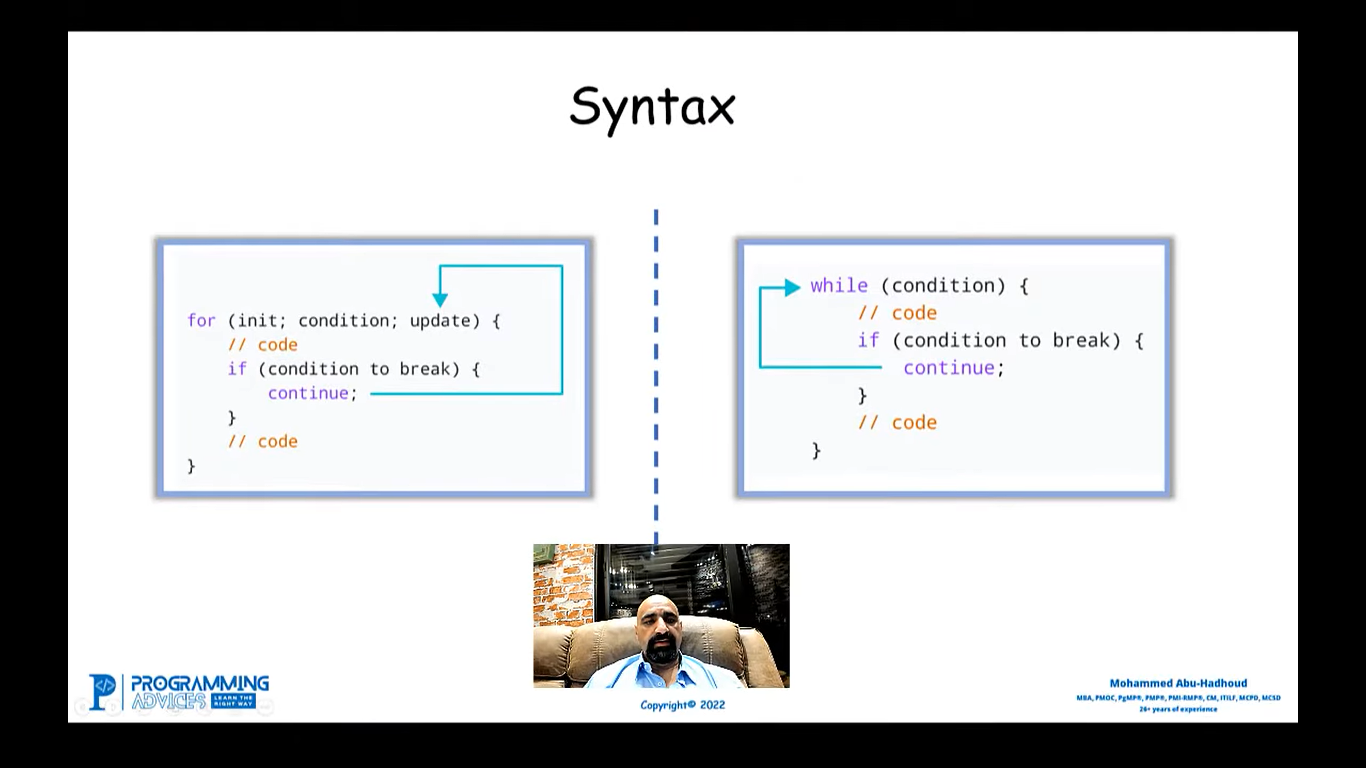 Syntax
for (init; condition; update) {
// code
if (condition to break) {
continue;
}
// code
}
while (condition) {
// code
if (condition to break) {
continue;
}
// code
}
PROGRAMMING
ADVICES LEARN THE
RIGHT WAY
Copyright© 2022
Mohammed Abu-Hadhoud
MBA, PMOC, PgMP®, PMP®, PMI-RMP®, CM, ITILF, MCPD, MCSD
26+ years of experience